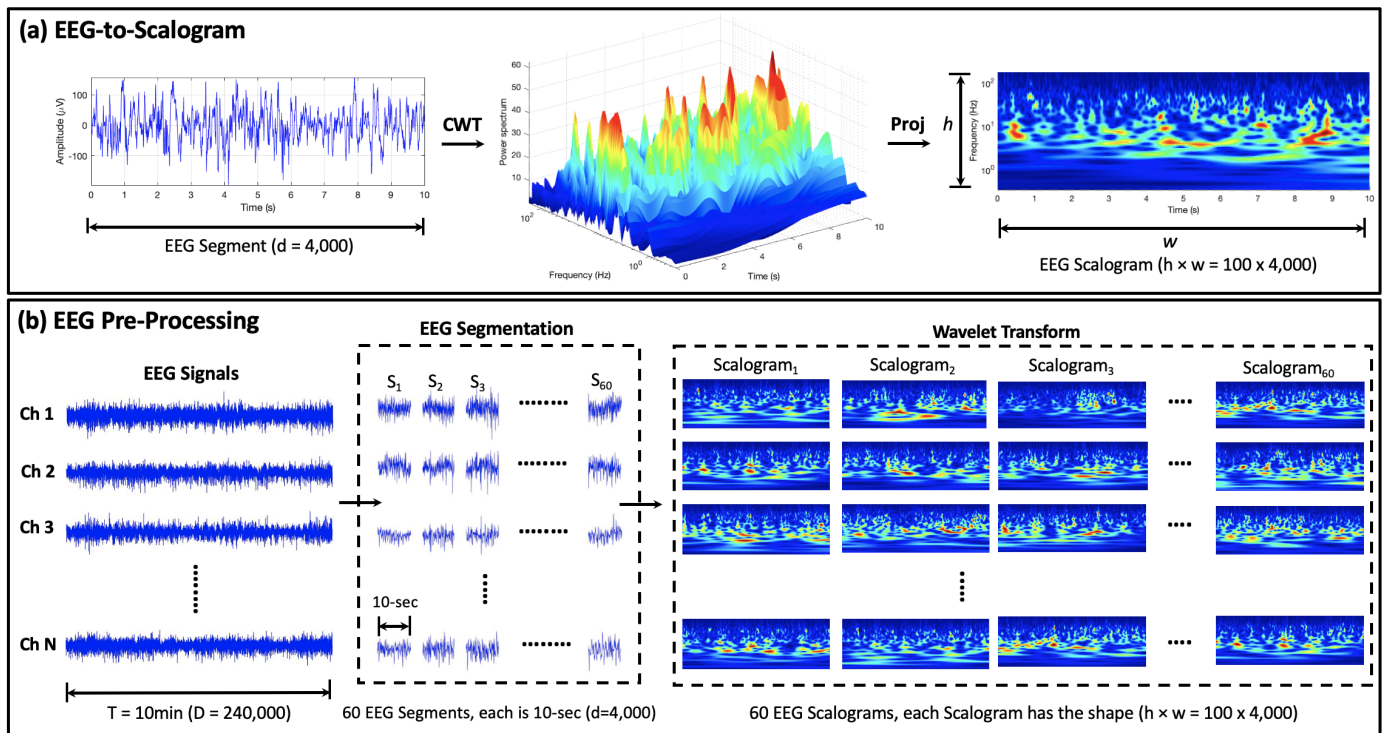 (a) EEG-to-Scalogram
100
0
-100
Amplitude (μV)
0 1 2 3 4 5 6 7 8 9 10
Time (s)
EEG Segment (d = 4,000)
CWT
60
50
40
30
20
10
Power spectrum
10²
10⁰
Frequency (Hz)
0 2 4 6 8 10
Time (s)
Proj
h
10²
10¹
10⁰
Frequency (Hz)
0 1 2 3 4 5 6 7 8 9 10
Time (s)
w
EEG Scalogram (h × w = 100 x 4,000)
(b) EEG Pre-Processing
EEG Signals
Ch 1
Ch 2
Ch 3
Ch N
T = 10min (D = 240,000)
EEG Segmentation
S₁ S₂ S₃ S₆₀
10-sec
60 EEG Segments, each is 10-sec (d=4,000)
Wavelet Transform
Scalogram₁ Scalogram₂ Scalogram₃ Scalogram₆₀
60 EEG Scalograms, each Scalogram has the shape (h × w = 100 x 4,000)